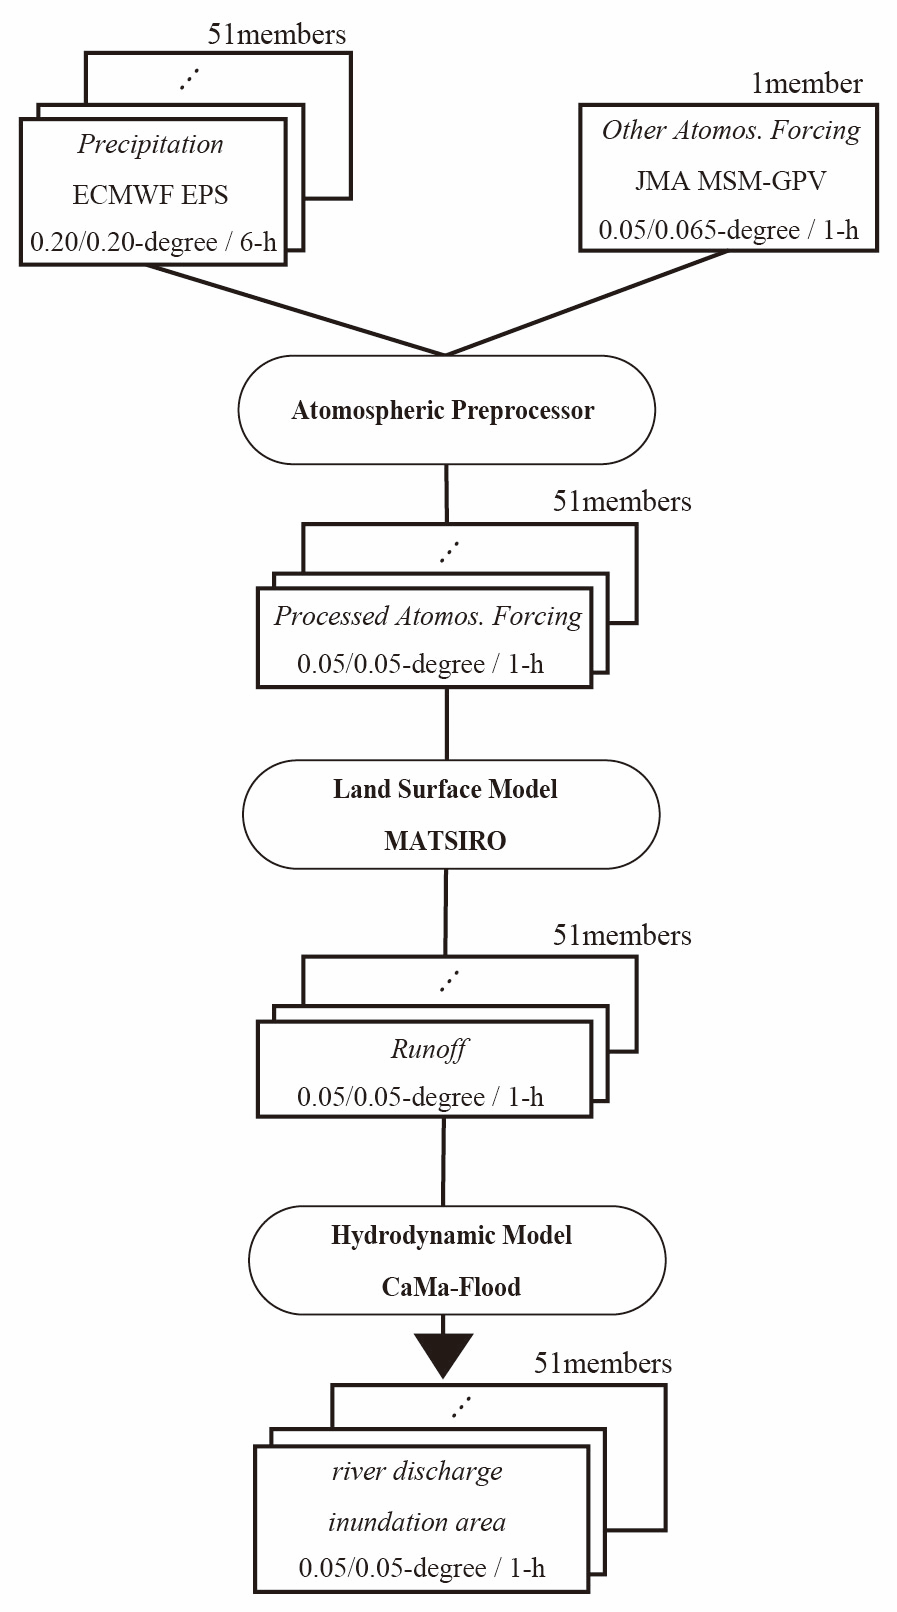 51members
Precipitation
ECMWF EPS
0.20/0.20-degree / 6-h
1member
Other Atomos. Forcing
JMA MSM-GPV
0.05/0.065-degree / 1-h
Atomospheric Preprocessor
51members
Processed Atomos. Forcing
0.05/0.05-degree / 1-h
Land Surface Model
MATSIRO
51members
Runoff
0.05/0.05-degree / 1-h
Hydrodynamic Model
CaMa-Flood
51members
river discharge
inundation area
0.05/0.05-degree / 1-h